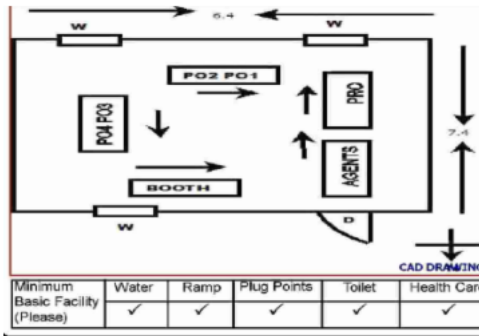 6.4
W
W
PO2 PO1
PRO
PO4 PO3
7.4
AGENTS
BOOTH
D
W
CAD DRAWING
Minimum Basic Facility (Please) Water Ramp Plug Points Toilet Health Care
✓ ✓ ✓ ✓ ✓